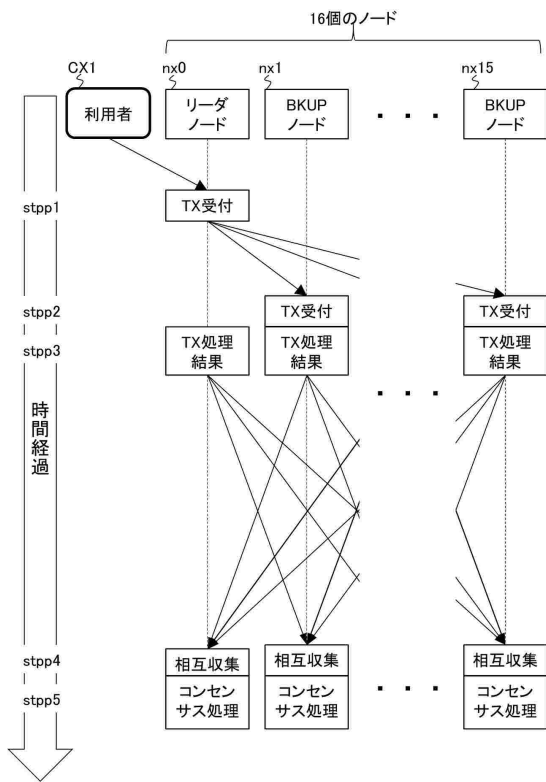 16個のノード
CX1
nx0
nx1
nx15
利用者
リーダ
ノード
BKUP
ノード
・・・
BKUP
ノード
stpp1
TX受付
stpp2
TX受付
TX受付
stpp3
TX処理
結果
TX処理
結果
TX処理
結果
・・・
時間経過
stpp4
相互収集
相互収集
相互収集
stpp5
コンセン
サス処理
コンセン
サス処理
・・・
コンセン
サス処理